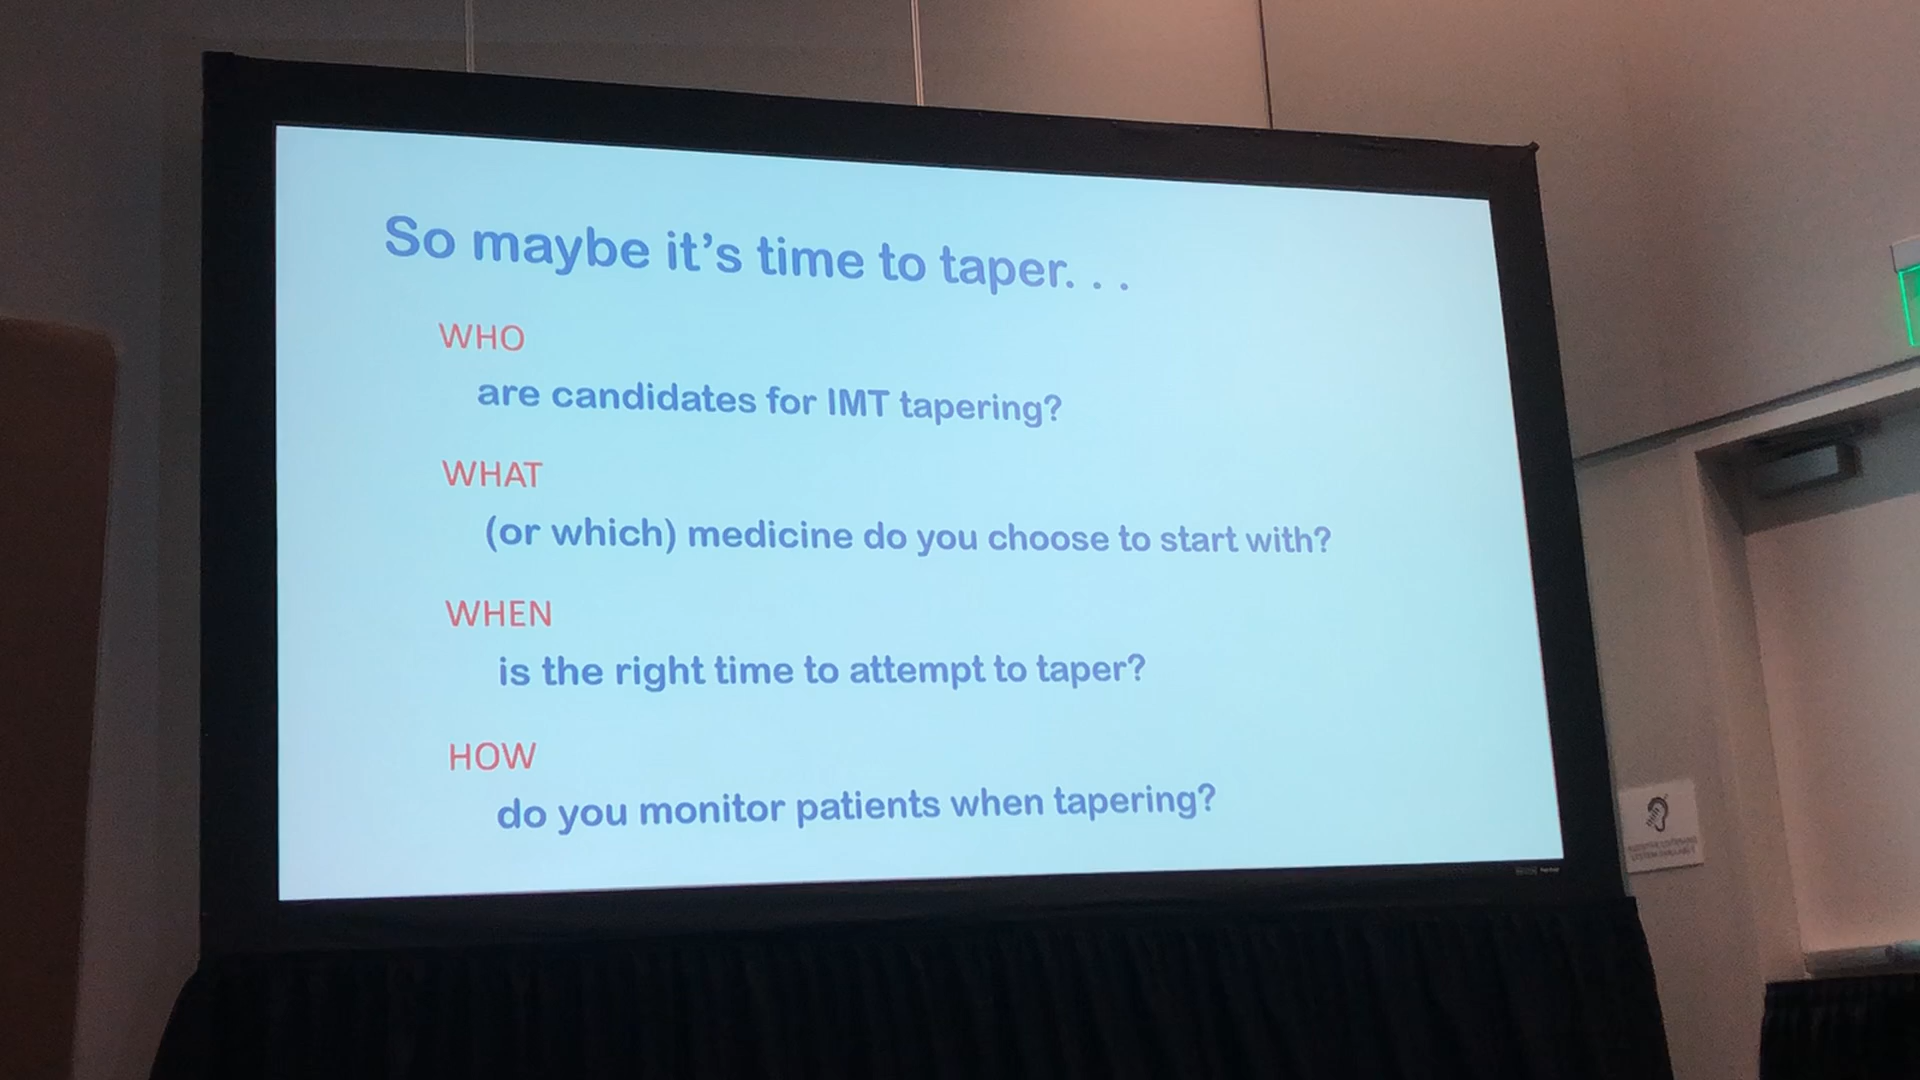 So maybe it's time to taper. . .
WHO
are candidates for IMT tapering?
WHAT
(or which) medicine do you choose to start with?
WHEN
is the right time to attempt to taper?
HOW
do you monitor patients when tapering?